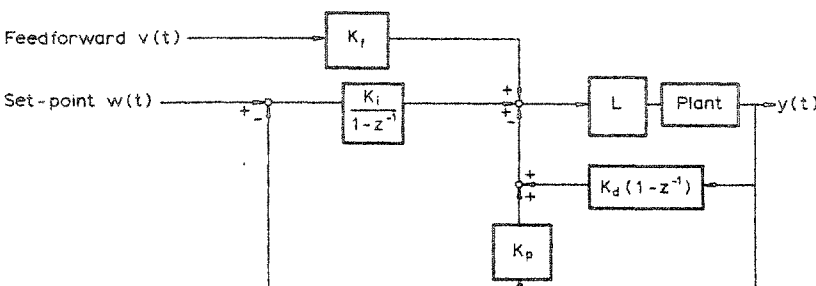 Feedforward v(t)
K_f
+
Set-point w(t)
+
-
K_i
1-z^-1
+
-
L
Plant
y(t)
+
+
K_d(1-z^-1)
K_p